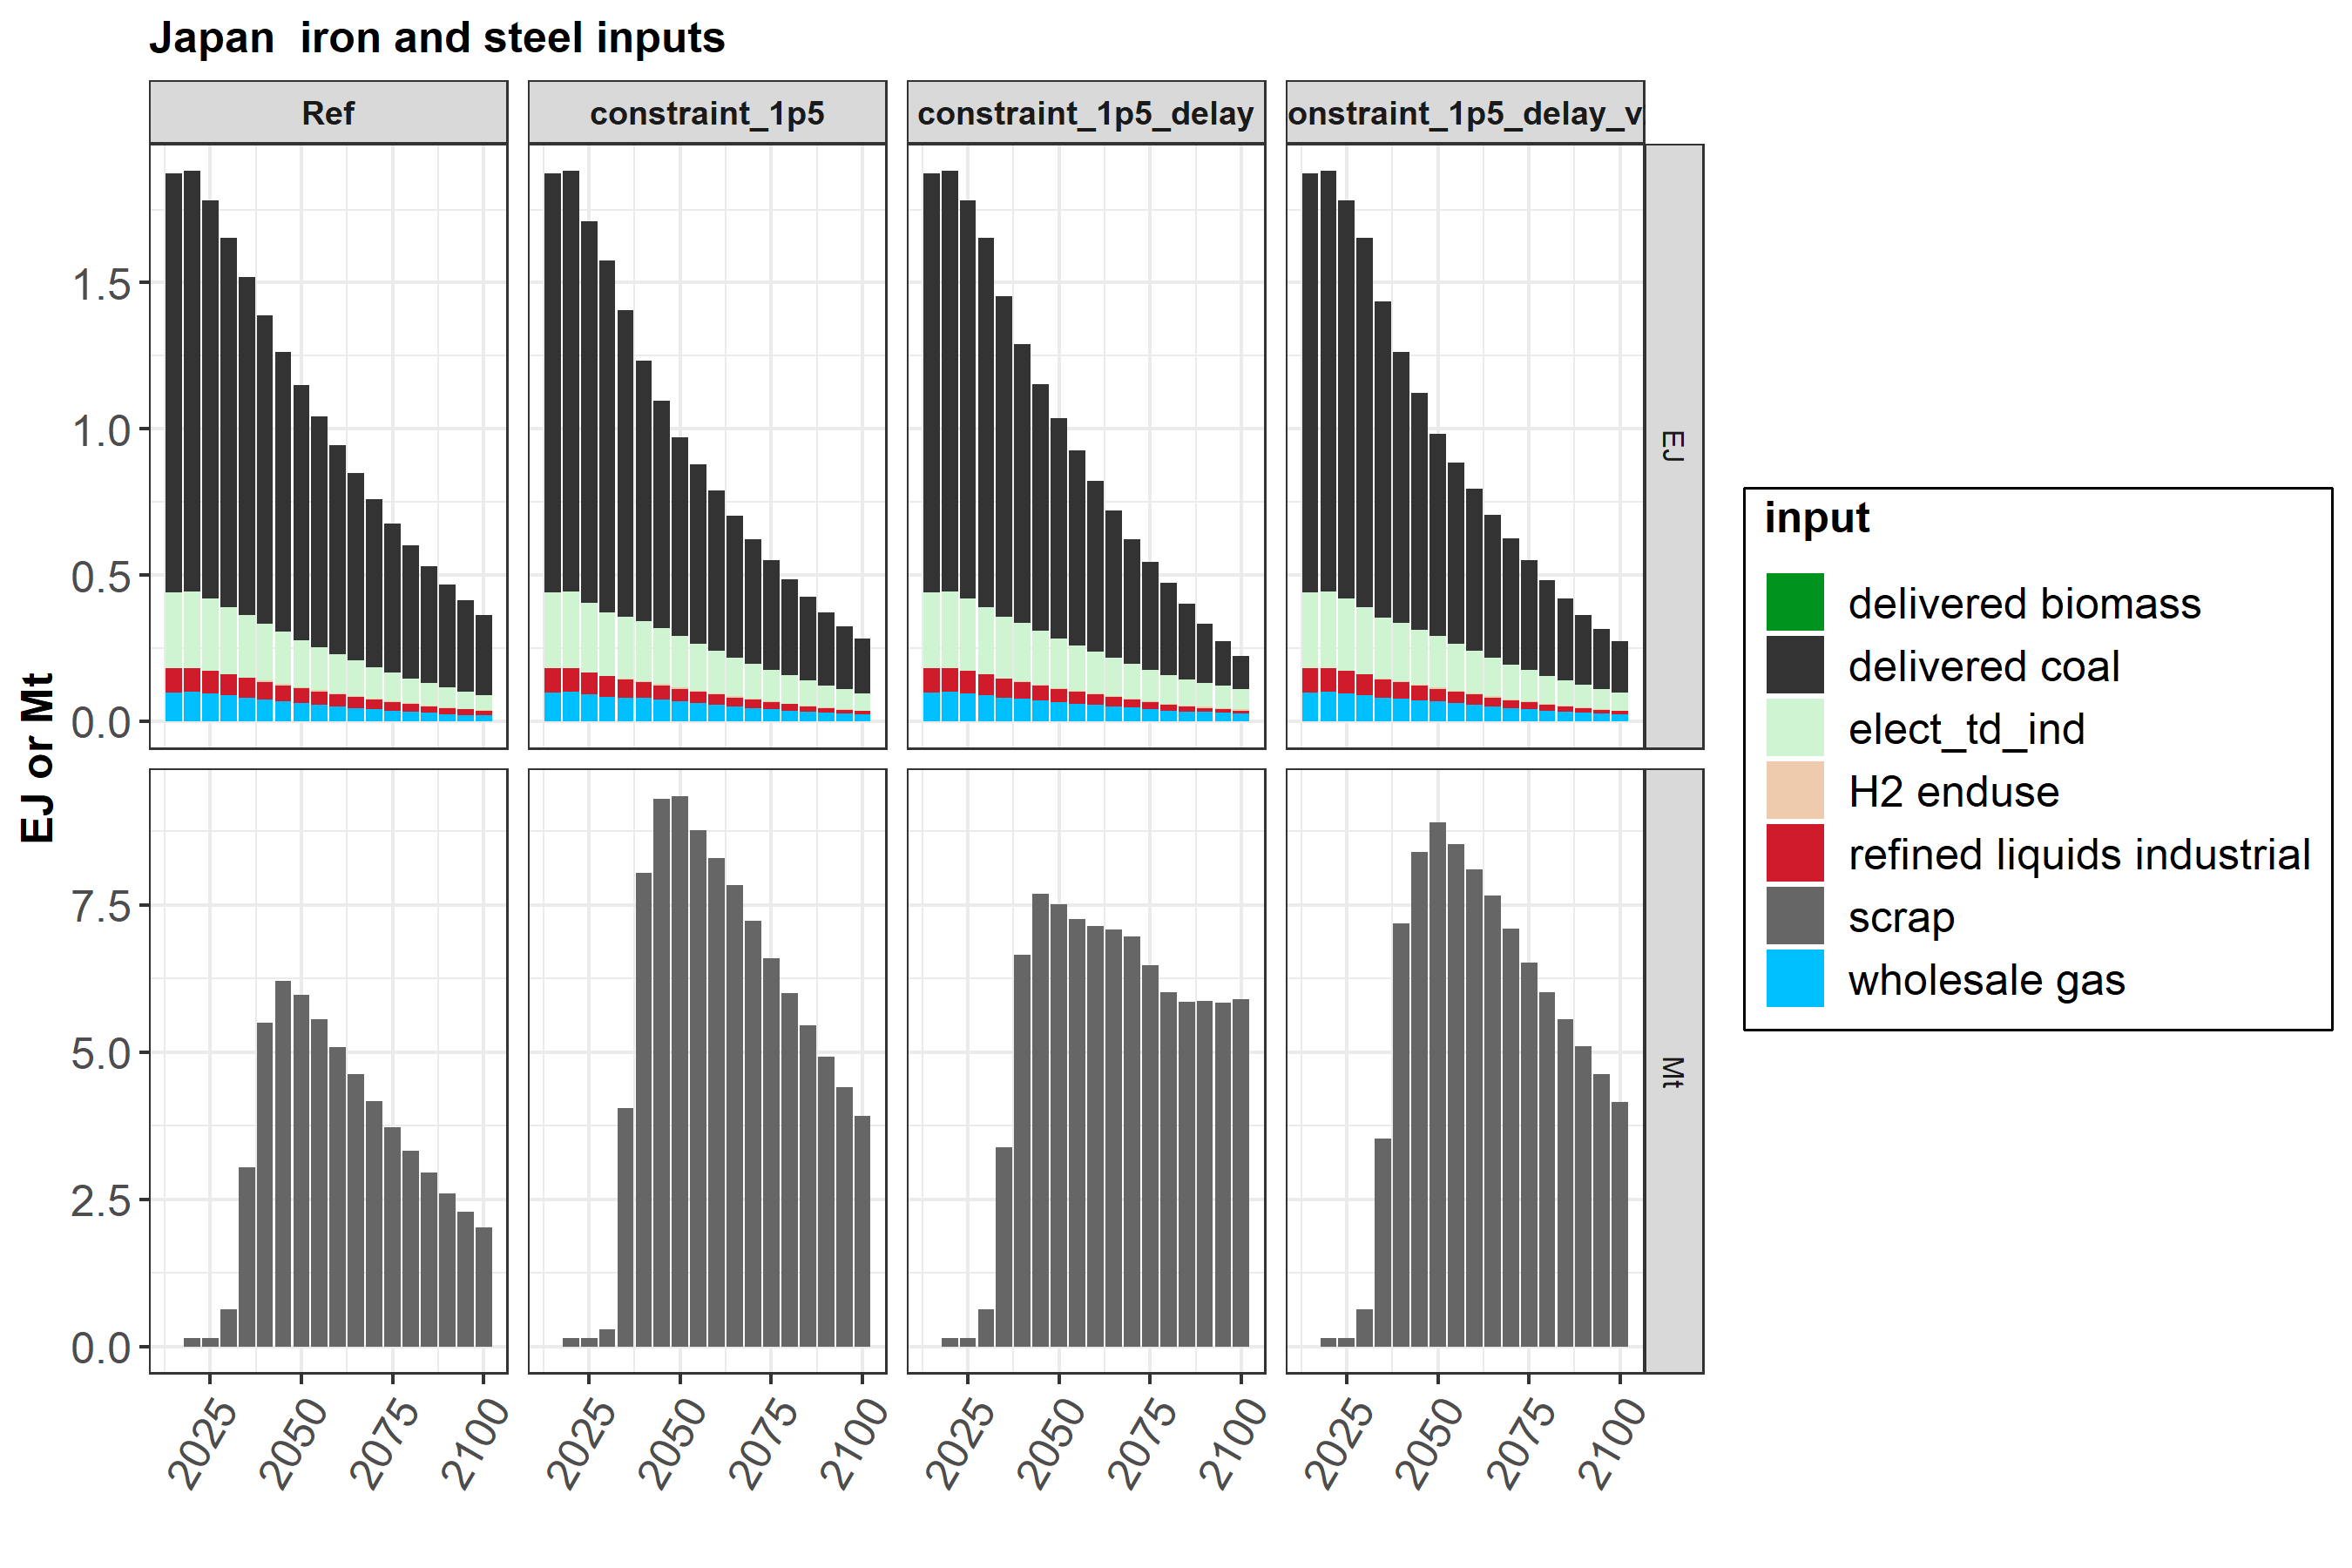 Japan  iron and steel inputs
Ref
constraint_1p5
constraint_1p5_delay
onstraint_1p5_delay_v
EJ or Mt
1.5
1.0
0.5
0.0
EJ
7.5
5.0
2.5
0.0
Mt
2025 2050 2075 2100
2025 2050 2075 2100
2025 2050 2075 2100
2025 2050 2075 2100
input
delivered biomass
delivered coal
elect_td_ind
H2 enduse
refined liquids industrial
scrap
wholesale gas